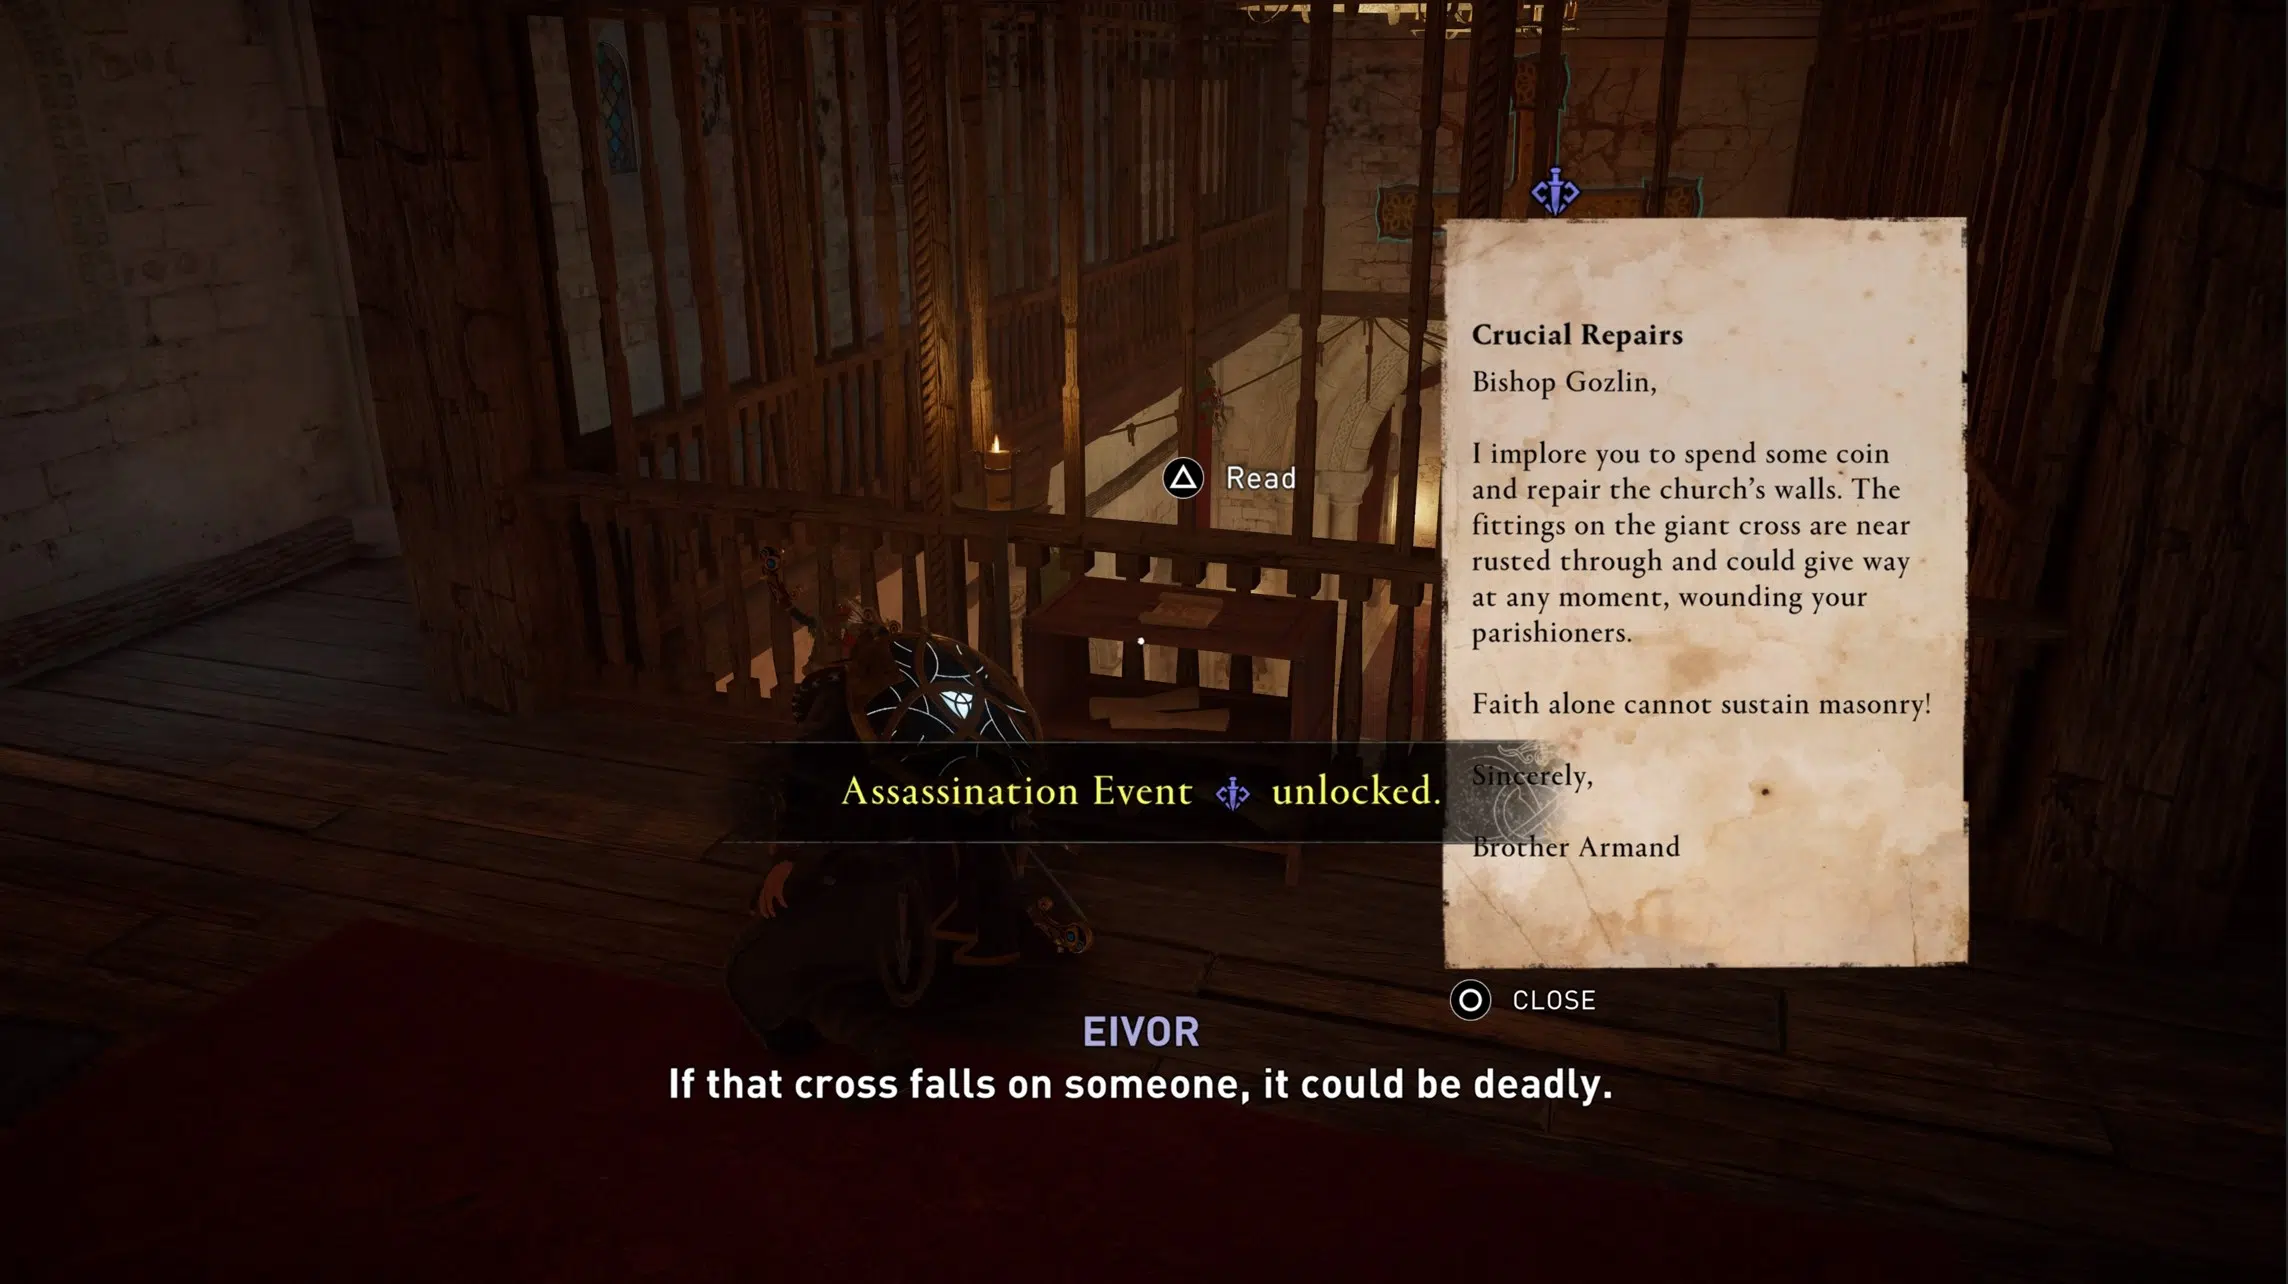 Read
Crucial Repairs
Bishop Gozlin,
I implore you to spend some coin
and repair the church's walls. The
fittings on the giant cross are near
rusted through and could give way
at any moment, wounding your
parishioners.
Faith alone cannot sustain masonry!
Sincerely,
Brother Armand
Assassination Event unlocked.
CLOSE
EIVOR
If that cross falls on someone, it could be deadly.